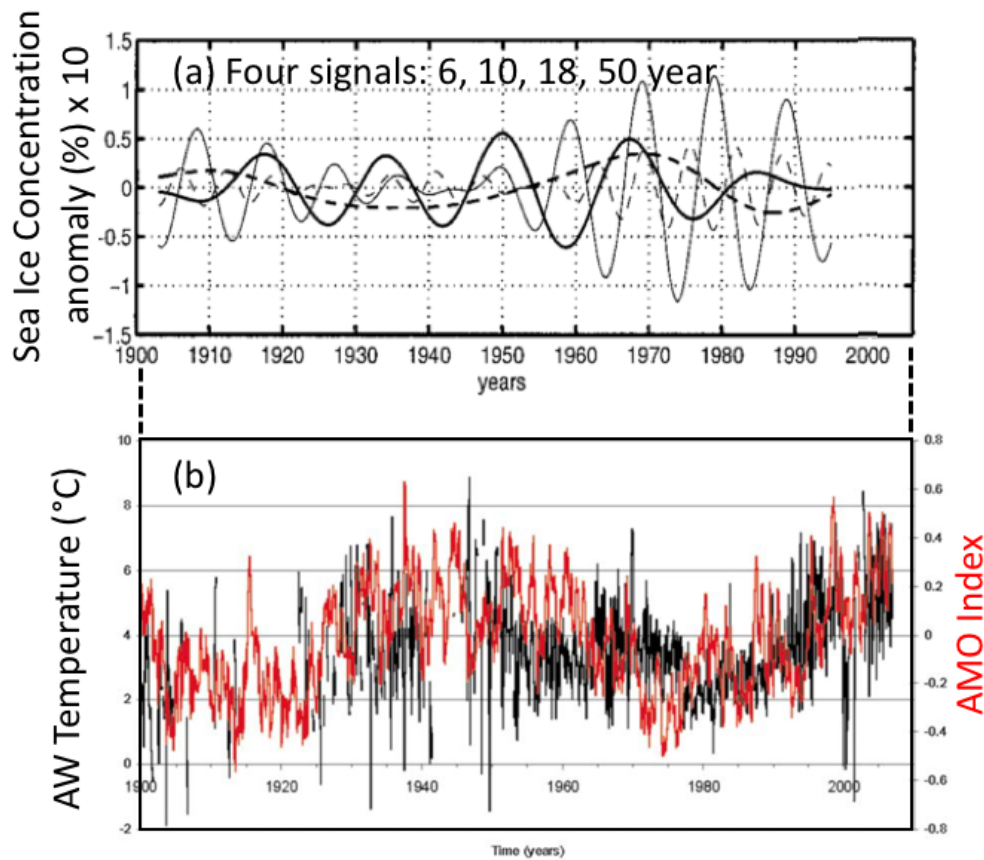 Sea Ice Concentration
anomaly (%) x 10
1.5
1
0.5
0
-0.5
-1
-1.5
(a) Four signals: 6, 10, 18, 50 year
1900 1910 1920 1930 1940 1950 1960 1970 1980 1990 2000
years
AW Temperature (°C)
10
8
6
4
2
0
-2
(b)
0.8
0.6
0.4
0.2
0
-0.2
-0.4
-0.6
-0.8
AMO Index
1900 1920 1940 1960 1980 2000
Time (years)